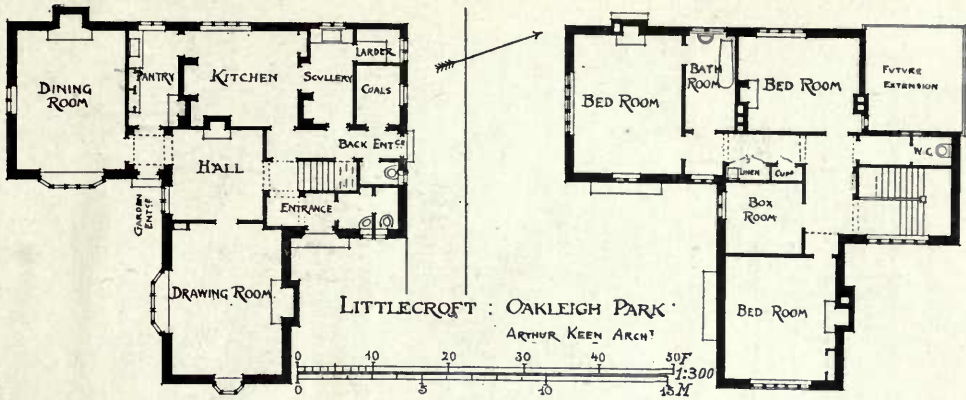 DINING
ROOM
PANTRY
KITCHEN
SCULLERY
LARDER
COALS
HALL
BACK ENTCE
GARDEN
ENTCE
ENTRANCE
DRAWING ROOM
BED ROOM
BATH
ROOM
BED ROOM
FUTURE
EXTENSION
W.C.
LINEN
CUPD
BOX
ROOM
BED ROOM
LITTLECROFT : OAKLEIGH PARK
ARTHUR KEEN ARCHT
0 10 20 30 40 50F
1:300
0 5 10 15M